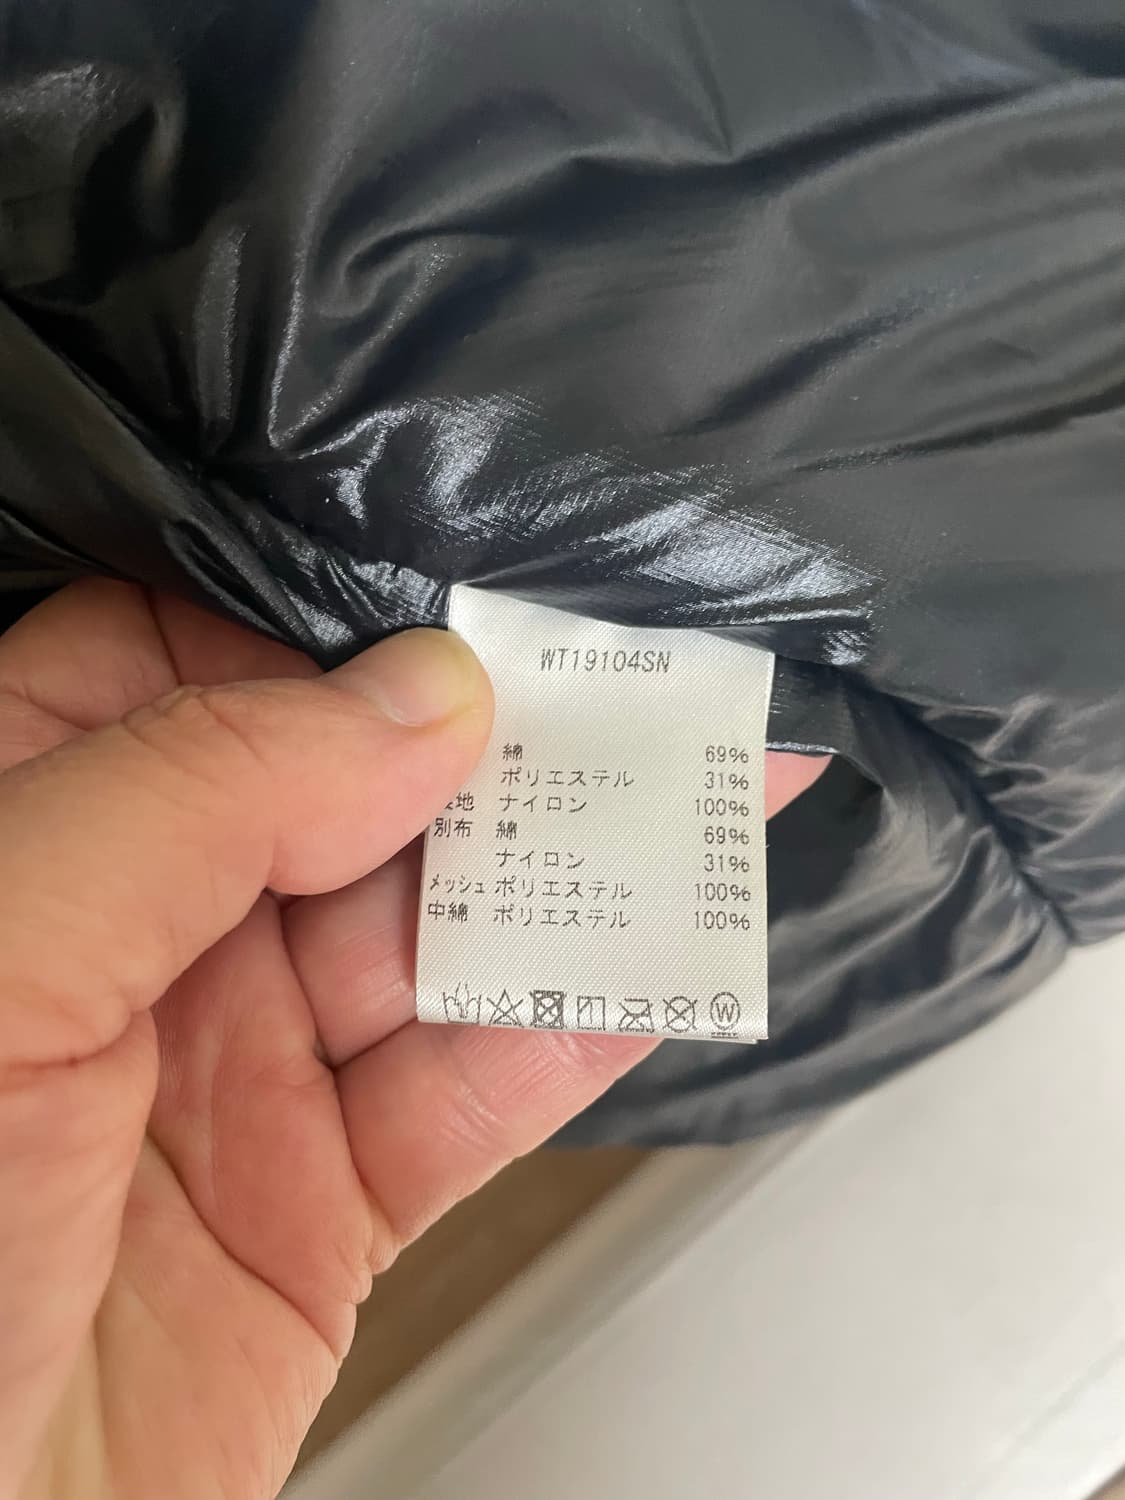 WT19104SN
綿 69%
ポリエステル 31%
地 ナイロン 100%
別布 綿 69%
ナイロン 31%
メッシュ ポリエステル 100%
中綿 ポリエステル 100%
W